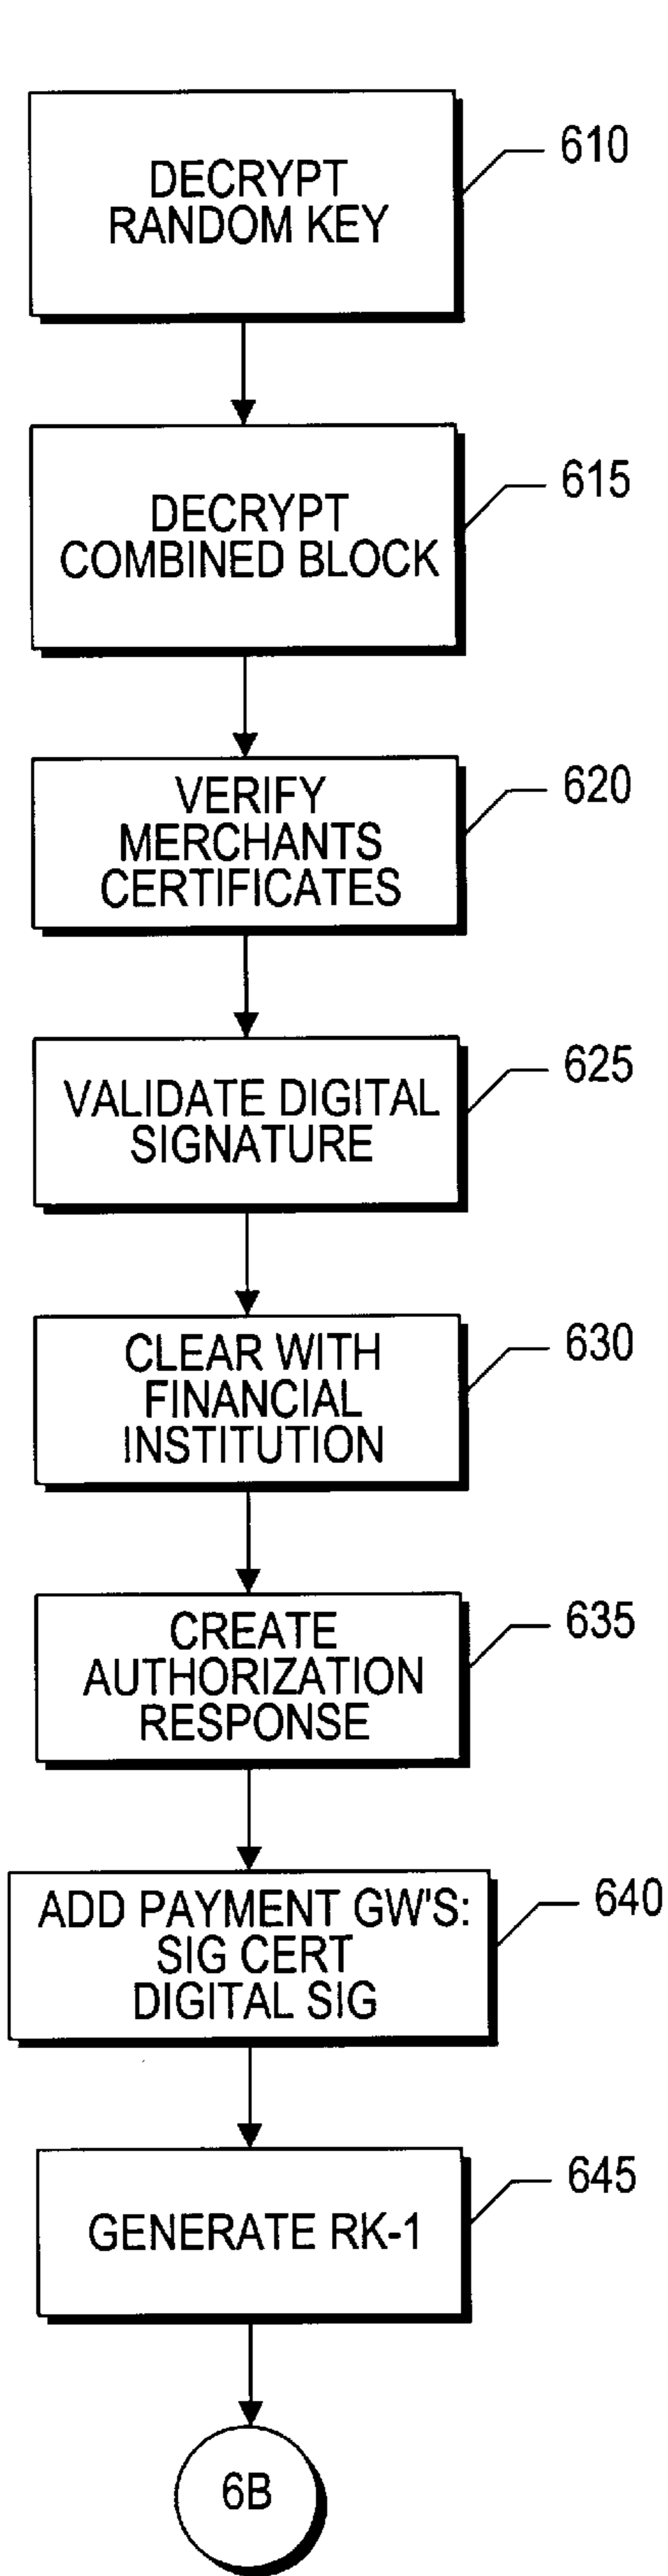 DECRYPT
RANDOM KEY
610
DECRYPT
COMBINED BLOCK
615
VERIFY
MERCHANTS
CERTIFICATES
620
VALIDATE DIGITAL
SIGNATURE
625
CLEAR WITH
FINANCIAL
INSTITUTION
630
CREATE
AUTHORIZATION
RESPONSE
635
ADD PAYMENT GW'S:
SIG CERT
DIGITAL SIG
640
GENERATE RK-1
645
6B